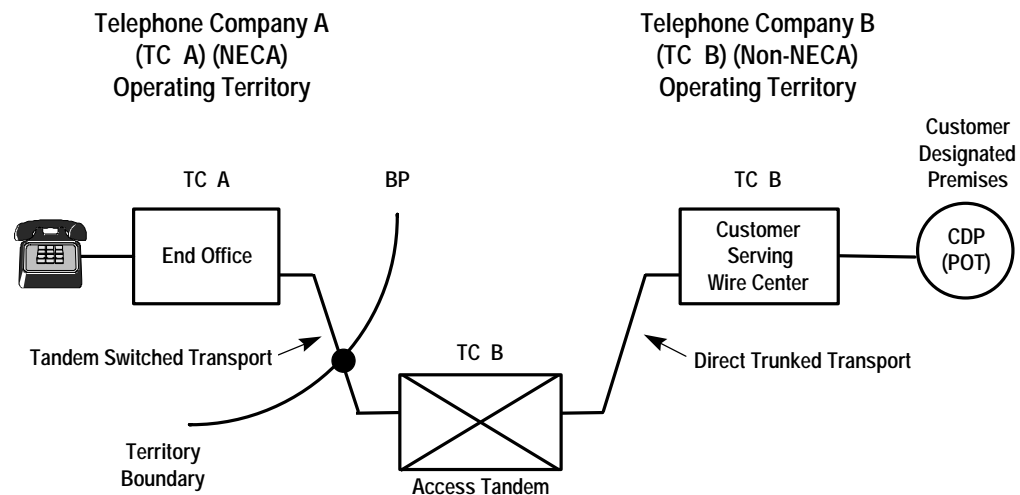 Telephone Company A
(TC A) (NECA)
Operating Territory
Telephone Company B
(TC B) (Non-NECA)
Operating Territory
Customer
Designated
Premises
TC A
BP
TC B
End Office
Customer
Serving
Wire Center
CDP
(POT)
Tandem Switched Transport
TC B
Direct Trunked Transport
Territory
Boundary
Access Tandem